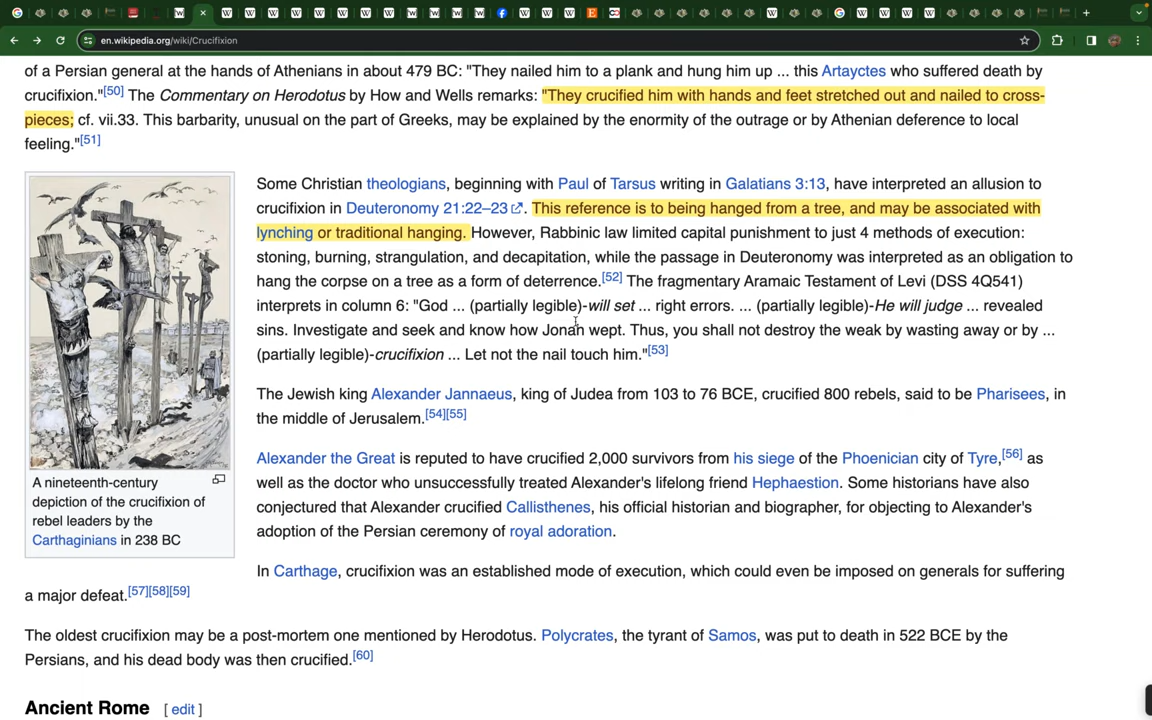 en.wikipedia.org/wiki/Crucifixion
of a Persian general at the hands of Athenians in about 479 BC: "They nailed him to a plank and hung him up ... this Artayctes who suffered death by
crucifixion."[50] The Commentary on Herodotus by How and Wells remarks: "They crucified him with hands and feet stretched out and nailed to cross-
pieces; cf. vii.33. This barbarity, unusual on the part of Greeks, may be explained by the enormity of the outrage or by Athenian deference to local
feeling."[51]
Some Christian theologians, beginning with Paul of Tarsus writing in Galatians 3:13, have interpreted an allusion to
crucifixion in Deuteronomy 21:22–23. This reference is to being hanged from a tree, and may be associated with
lynching or traditional hanging. However, Rabbinic law limited capital punishment to just 4 methods of execution:
stoning, burning, strangulation, and decapitation, while the passage in Deuteronomy was interpreted as an obligation to
hang the corpse on a tree as a form of deterrence.[52] The fragmentary Aramaic Testament of Levi (DSS 4Q541)
interprets in column 6: "God ... (partially legible)-will set ... right errors. ... (partially legible)-He will judge ... revealed
sins. Investigate and seek and know how Jonah wept. Thus, you shall not destroy the weak by wasting away or by ...
(partially legible)-crucifixion ... Let not the nail touch him."[53]
The Jewish king Alexander Jannaeus, king of Judea from 103 to 76 BCE, crucified 800 rebels, said to be Pharisees, in
the middle of Jerusalem.[54][55]
Alexander the Great is reputed to have crucified 2,000 survivors from his siege of the Phoenician city of Tyre,[56] as
well as the doctor who unsuccessfully treated Alexander's lifelong friend Hephaestion. Some historians have also
conjectured that Alexander crucified Callisthenes, his official historian and biographer, for objecting to Alexander's
adoption of the Persian ceremony of royal adoration.
A nineteenth-century
depiction of the crucifixion of
rebel leaders by the
Carthaginians in 238 BC
In Carthage, crucifixion was an established mode of execution, which could even be imposed on generals for suffering
a major defeat.[57][58][59]
The oldest crucifixion may be a post-mortem one mentioned by Herodotus. Polycrates, the tyrant of Samos, was put to death in 522 BCE by the
Persians, and his dead body was then crucified.[60]
Ancient Rome [ edit ]